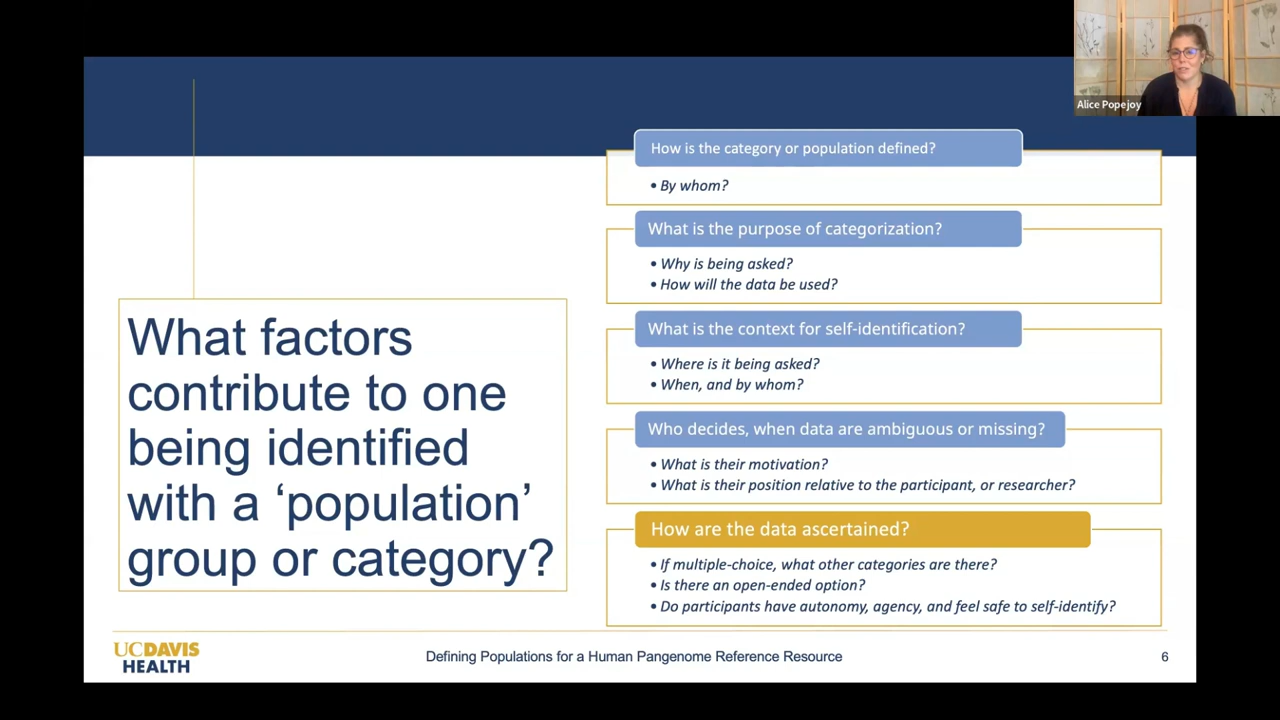 Alice Popejoy
What factors
contribute to one
being identified
with a ‘population’
group or category?
How is the category or population defined?
• By whom?
What is the purpose of categorization?
• Why is being asked?
• How will the data be used?
What is the context for self-identification?
• Where is it being asked?
• When, and by whom?
Who decides, when data are ambiguous or missing?
• What is their motivation?
• What is their position relative to the participant, or researcher?
How are the data ascertained?
• If multiple-choice, what other categories are there?
• Is there an open-ended option?
• Do participants have autonomy, agency, and feel safe to self-identify?
UCDAVIS
HEALTH
Defining Populations for a Human Pangenome Reference Resource
6